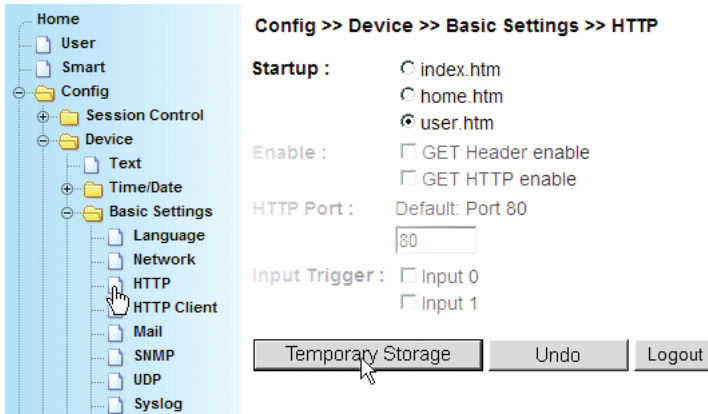 Home
User
Smart
Config
Session Control
Device
Text
Time/Date
Basic Settings
Language
Network
HTTP
HTTP Client
Mail
SNMP
UDP
Syslog
Config >> Device >> Basic Settings >> HTTP
Startup :
index.htm
home.htm
user.htm
Enable :
GET Header enable
GET HTTP enable
HTTP Port :
Default: Port 80
80
Input Trigger :
Input 0
Input 1
Temporary Storage
Undo
Logout